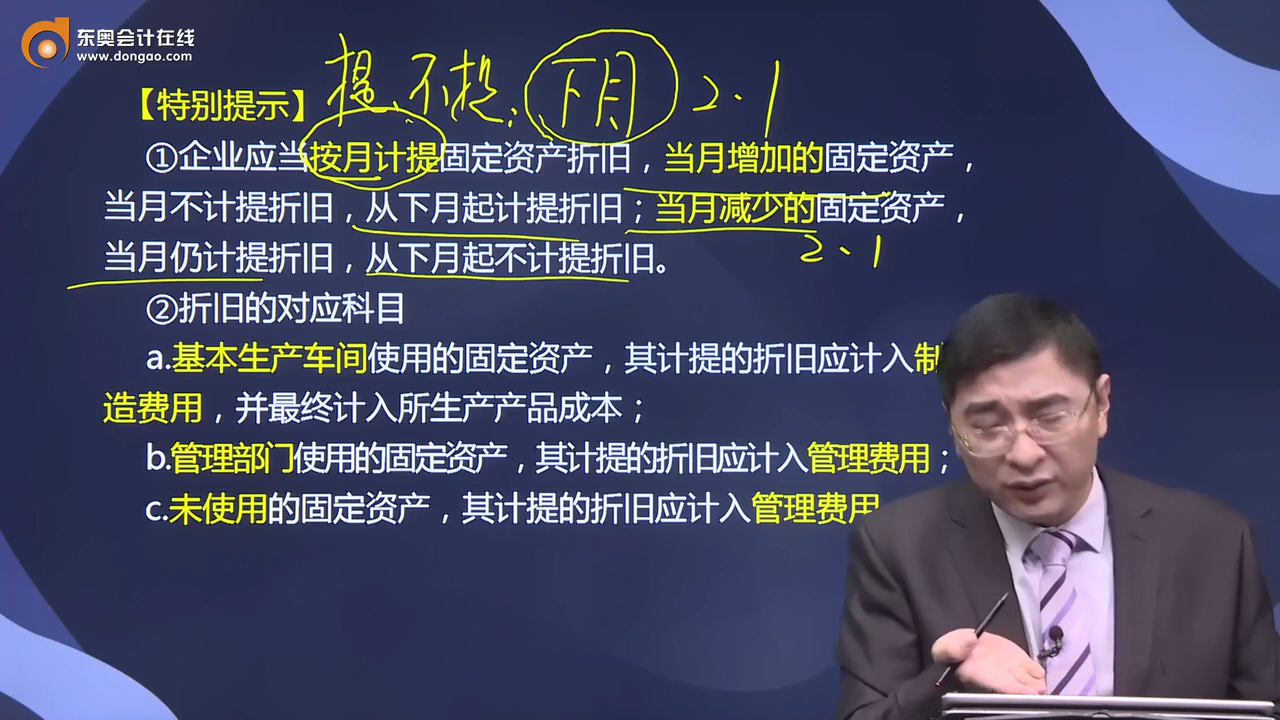 东奥会计在线
www.dongao.com
提、不提:下月 2.1
【特别提示】
①企业应当按月计提固定资产折旧，当月增加的固定资产，
当月不计提折旧，从下月起计提折旧；当月减少的固定资产，
2.1
当月仍计提折旧，从下月起不计提折旧。
②折旧的对应科目
a.基本生产车间使用的固定资产，其计提的折旧应计入制
造费用，并最终计入所生产产品成本；
b.管理部门使用的固定资产，其计提的折旧应计入管理费用；
c.未使用的固定资产，其计提的折旧应计入管理费用